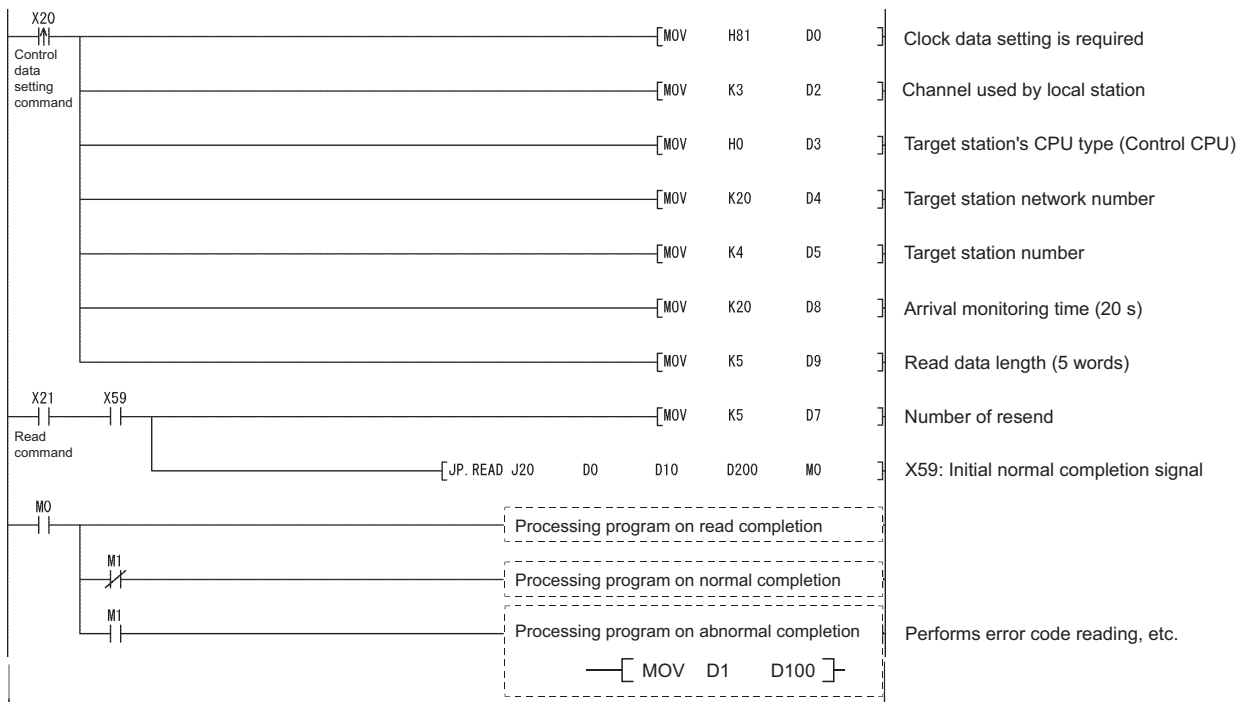 X20
[MOV H81 D0 ] Clock data setting is required
Control
data
setting
command
[MOV K3 D2 ] Channel used by local station
[MOV H0 D3 ] Target station's CPU type (Control CPU)
[MOV K20 D4 ] Target station network number
[MOV K4 D5 ] Target station number
[MOV K20 D8 ] Arrival monitoring time (20 s)
[MOV K5 D9 ] Read data length (5 words)
X21 X59
[MOV K5 D7 ] Number of resend
Read
command
[JP.READ J20 D0 D10 D200 M0 ] X59: Initial normal completion signal
M0
Processing program on read completion
M1
Processing program on normal completion
M1
Processing program on abnormal completion Performs error code reading, etc.
[ MOV D1 D100 ]